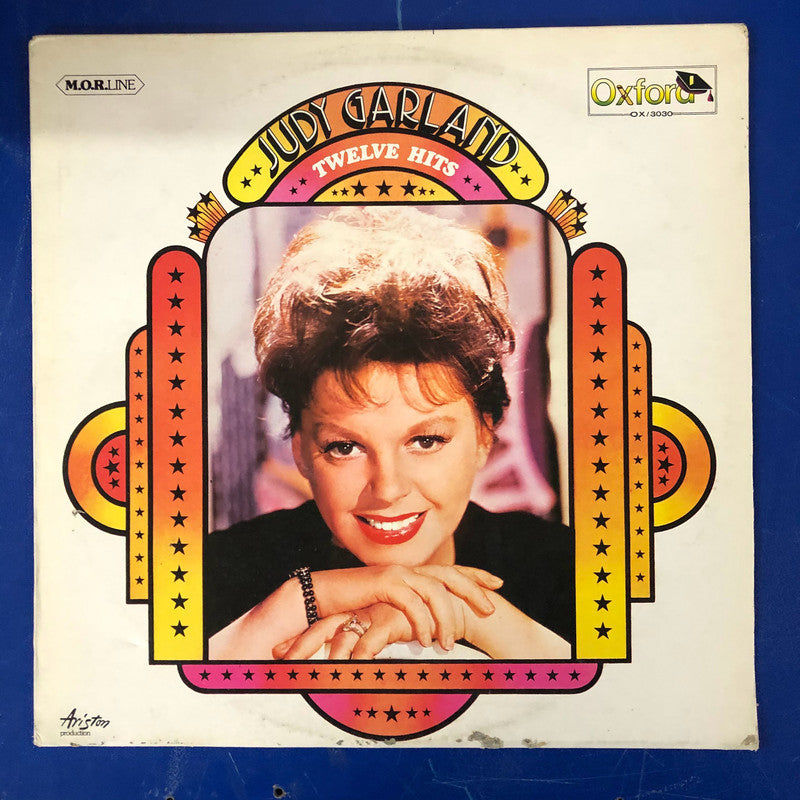 M.O.R.LINE
Oxford
OX/3030
JUDY GARLAND
TWELVE HITS
Ariston
production